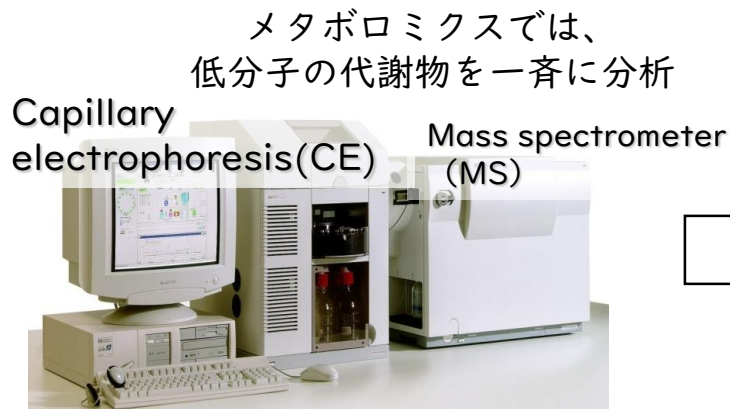 メタボロミクスでは、
低分子の代謝物を一斉に分析
Capillary
electrophoresis(CE)
Mass spectrometer
（MS）